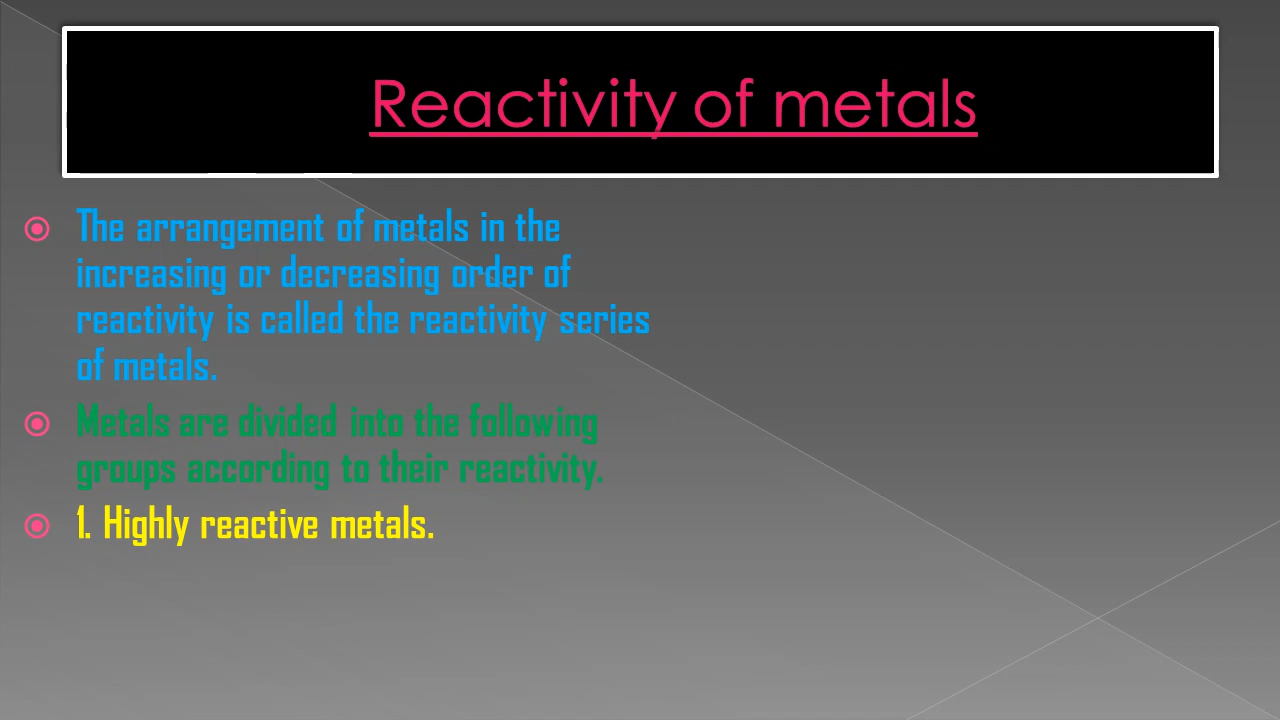 Reactivity of metals
The arrangement of metals in the
increasing or decreasing order of
reactivity is called the reactivity series
of metals.
Metals are divided into the following
groups according to their reactivity.
1. Highly reactive metals.